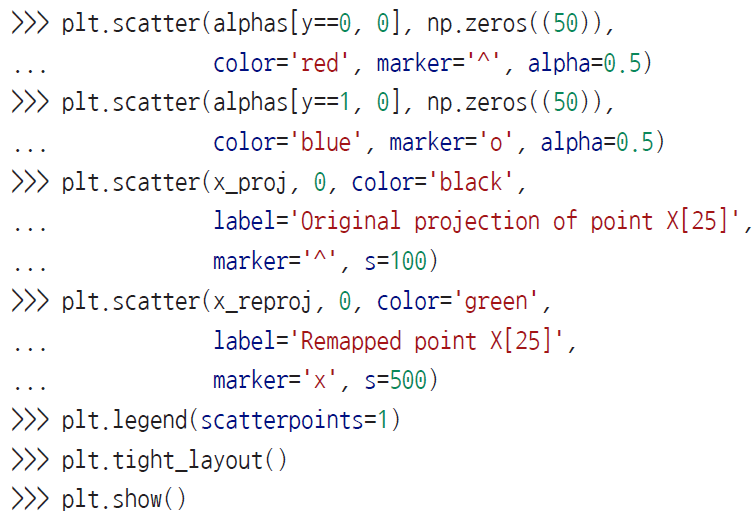 >>> plt.scatter(alphas[y==0, 0], np.zeros((50)),
...             color='red', marker='^', alpha=0.5)
>>> plt.scatter(alphas[y==1, 0], np.zeros((50)),
...             color='blue', marker='o', alpha=0.5)
>>> plt.scatter(x_proj, 0, color='black',
...             label='Original projection of point X[25]',
...             marker='^', s=100)
>>> plt.scatter(x_reproj, 0, color='green',
...             label='Remapped point X[25]',
...             marker='x', s=500)
>>> plt.legend(scatterpoints=1)
>>> plt.tight_layout()
>>> plt.show()